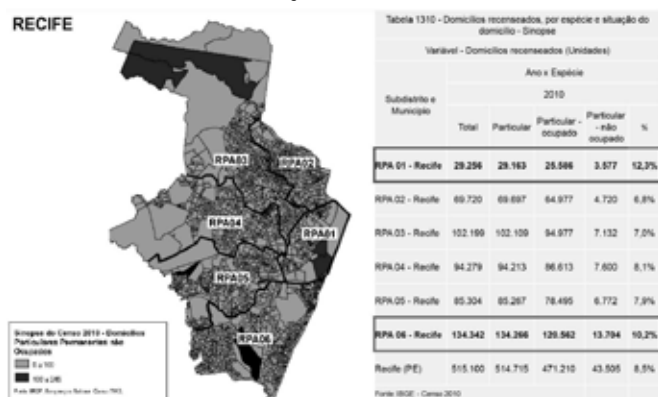 RECIFE
RPA03
RPA02
RPA04
RPA01
RPA05
RPA06
Sinopse do Censo 2010 - Domicílios
Particulares Permanentes não
Ocupados
0 a 100
Tabela 1310 - Domicílios recenseados, por espécie e situação do
domicílio - Sinopse
Variável - Domicílios recenseados (Unidades)
Subdistrito e
Município
Ano x Espécie
2010
Total Particular Particular -
ocupado Particular
- não
ocupado %
RPA 01 - Recife 29.256 29.163 25.586 3.577 12,3%
RPA 02 - Recife 69.720 69.697 64.977 4.720 6,8%
RPA 03 - Recife 102.199 102.109 94.977 7.132 7,0%
RPA 04 - Recife 94.279 94.213 86.613 7.600 8,1%
RPA 05 - Recife 85.304 85.267 78.495 6.772 7,9%
RPA 06 - Recife 134.342 134.266 120.562 13.704 10,2%
Recife (PE) 515.100 514.715 471.210 43.505 8,5%
Fonte: IBGE - Censo 2010